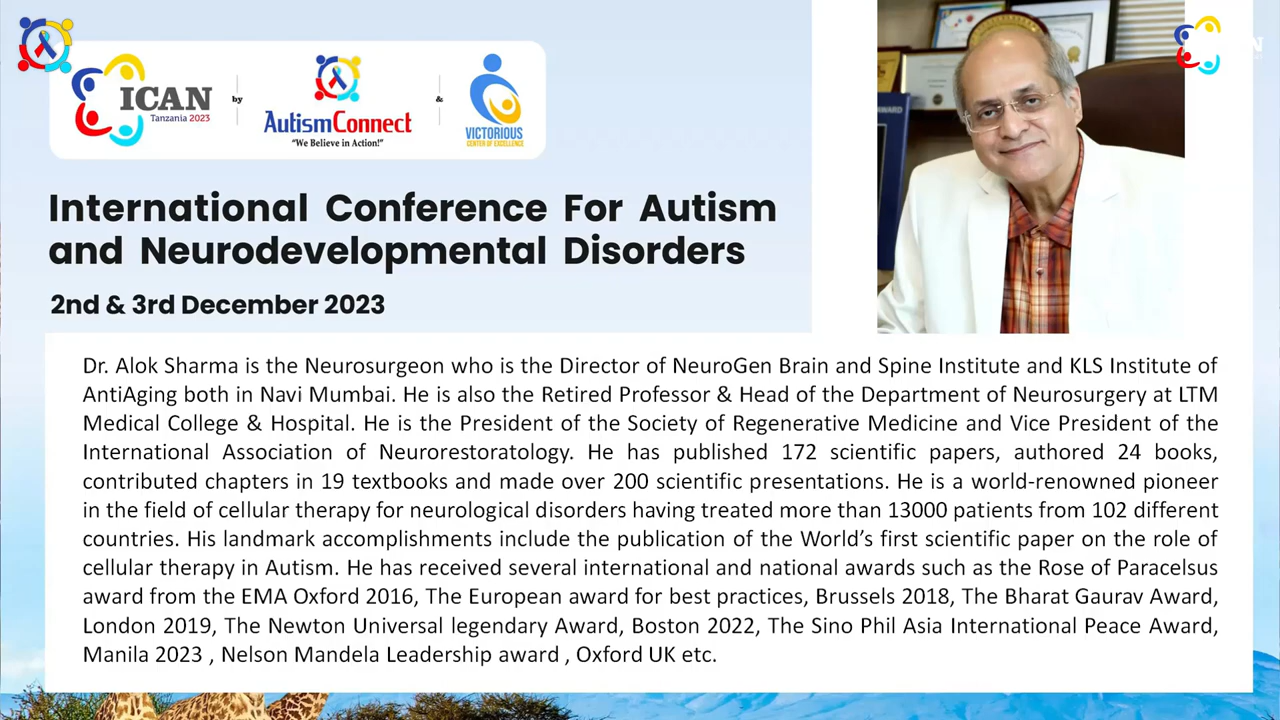 ICAN
Tanzania 2023
by
AutismConnect
"We Believe in Action!"
&
VICTORIOUS
CENTER OF EXCELLENCE
International Conference For Autism
and Neurodevelopmental Disorders
2nd & 3rd December 2023
Dr. Alok Sharma is the Neurosurgeon who is the Director of NeuroGen Brain and Spine Institute and KLS Institute of
AntiAging both in Navi Mumbai. He is also the Retired Professor & Head of the Department of Neurosurgery at LTM
Medical College & Hospital. He is the President of the Society of Regenerative Medicine and Vice President of the
International Association of Neurorestoratology. He has published 172 scientific papers, authored 24 books,
contributed chapters in 19 textbooks and made over 200 scientific presentations. He is a world-renowned pioneer
in the field of cellular therapy for neurological disorders having treated more than 13000 patients from 102 different
countries. His landmark accomplishments include the publication of the World's first scientific paper on the role of
cellular therapy in Autism. He has received several international and national awards such as the Rose of Paracelsus
award from the EMA Oxford 2016, The European award for best practices, Brussels 2018, The Bharat Gaurav Award,
London 2019, The Newton Universal legendary Award, Boston 2022, The Sino Phil Asia International Peace Award,
Manila 2023 , Nelson Mandela Leadership award , Oxford UK etc.